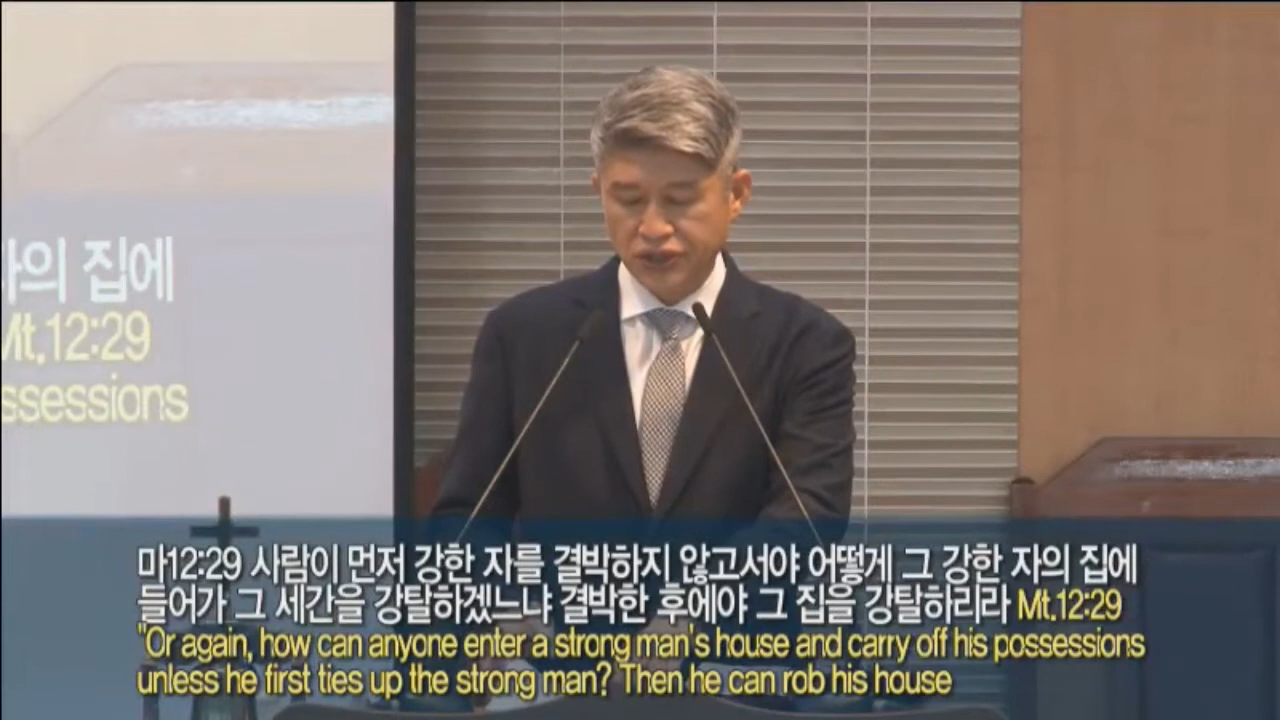 자의 집에
Mt.12:29
ssessions
마12:29 사람이 먼저 강한 자를 결박하지 않고서야 어떻게 그 강한 자의 집에
들어가 그 세간을 강탈하겠느냐 결박한 후에야 그 집을 강탈하리라 Mt.12:29
"Or again, how can anyone enter a strong man's house and carry off his possessions
unless he first ties up the strong man? Then he can rob his house